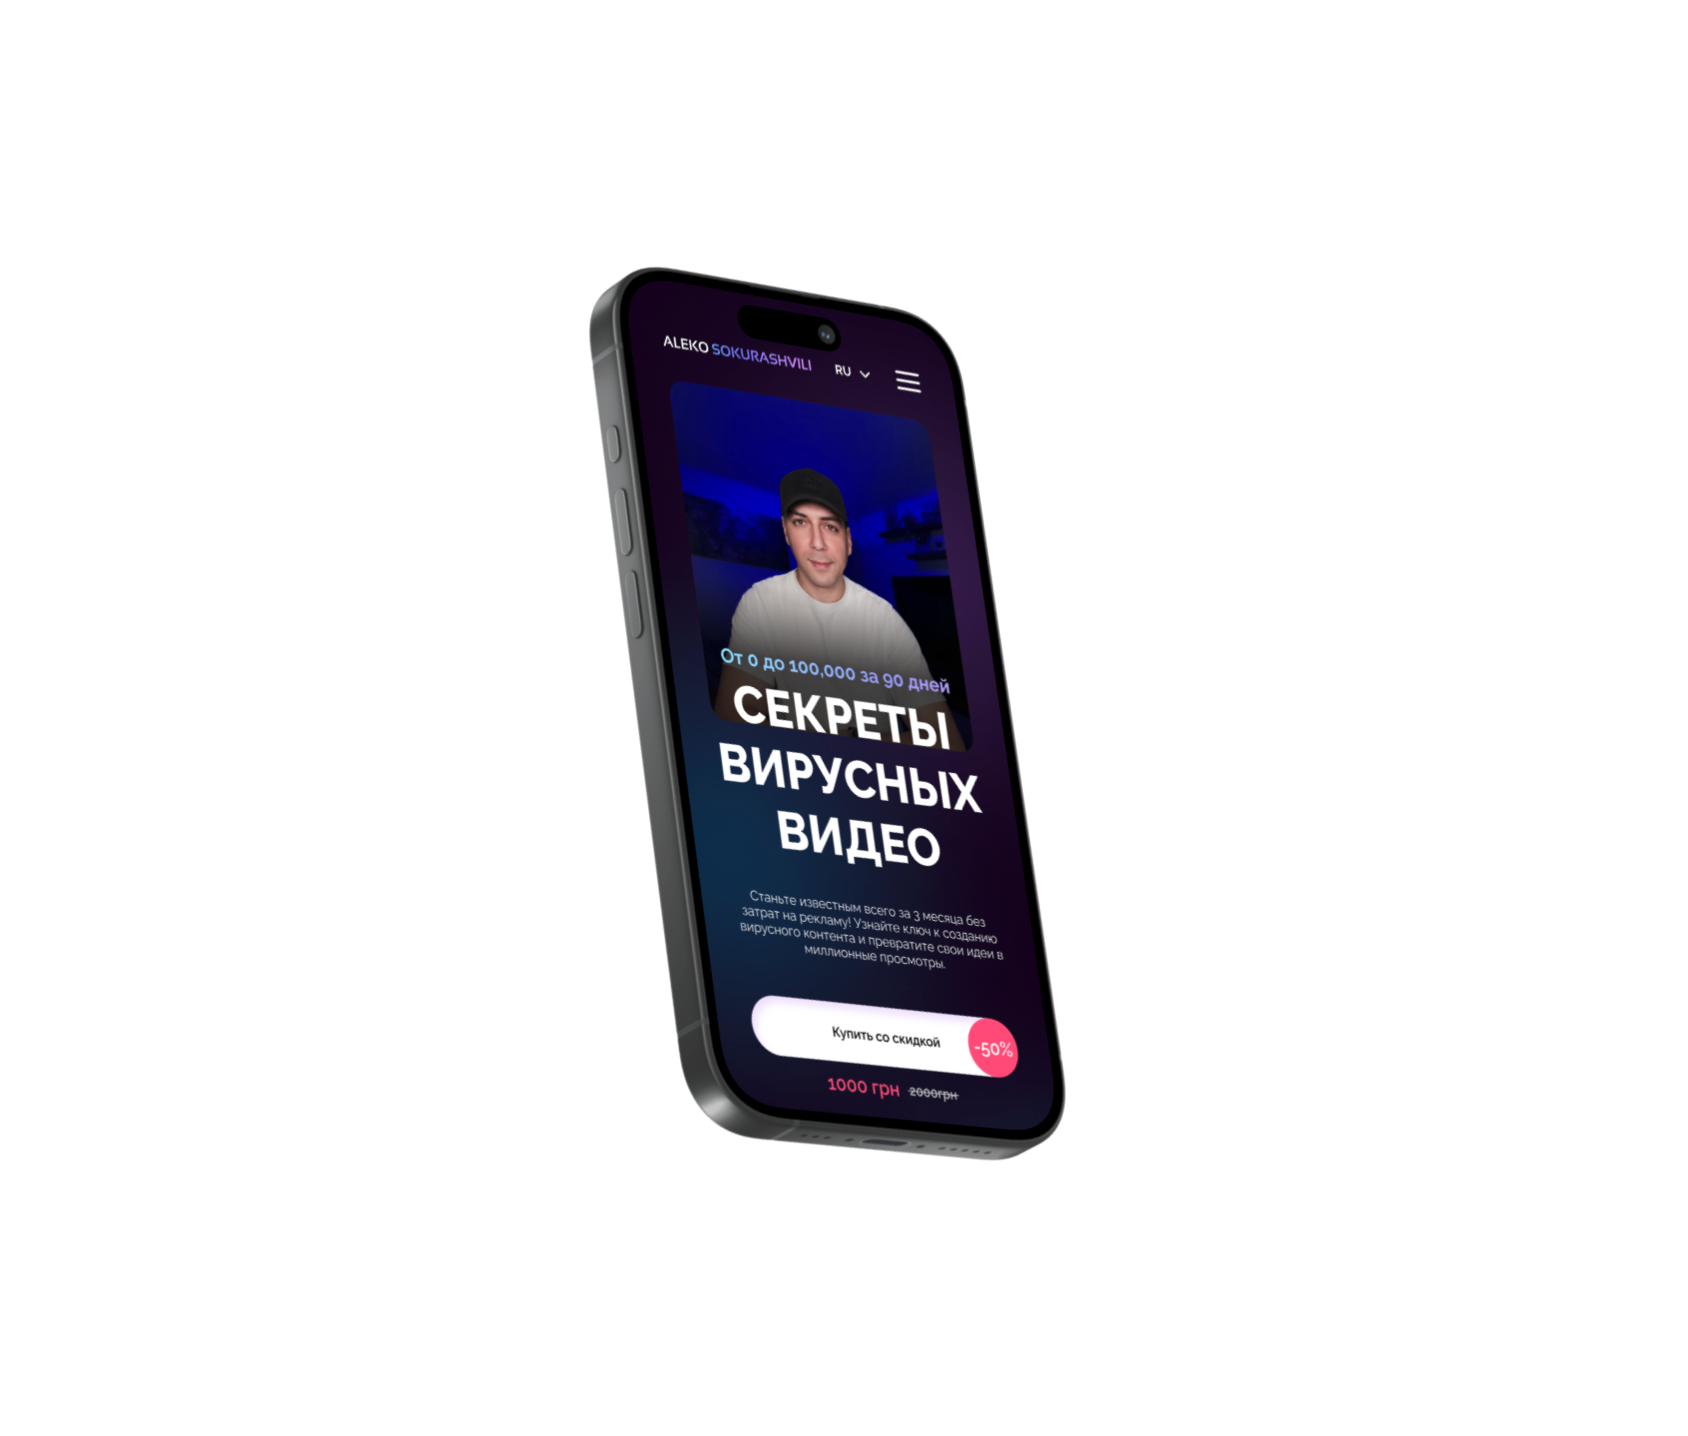 ALEKO SOKURASHVILI RU
От 0 до 100,000 за 90 дней
СЕКРЕТЫ
ВИРУСНЫХ
ВИДЕО
Станьте известным всего за 3 месяца без
затрат на рекламу! Узнайте ключ к созданию
вирусного контента и превратите свои идеи в
миллионные просмотры.
Купить со скидкой -50%
1000 грн 2000грн